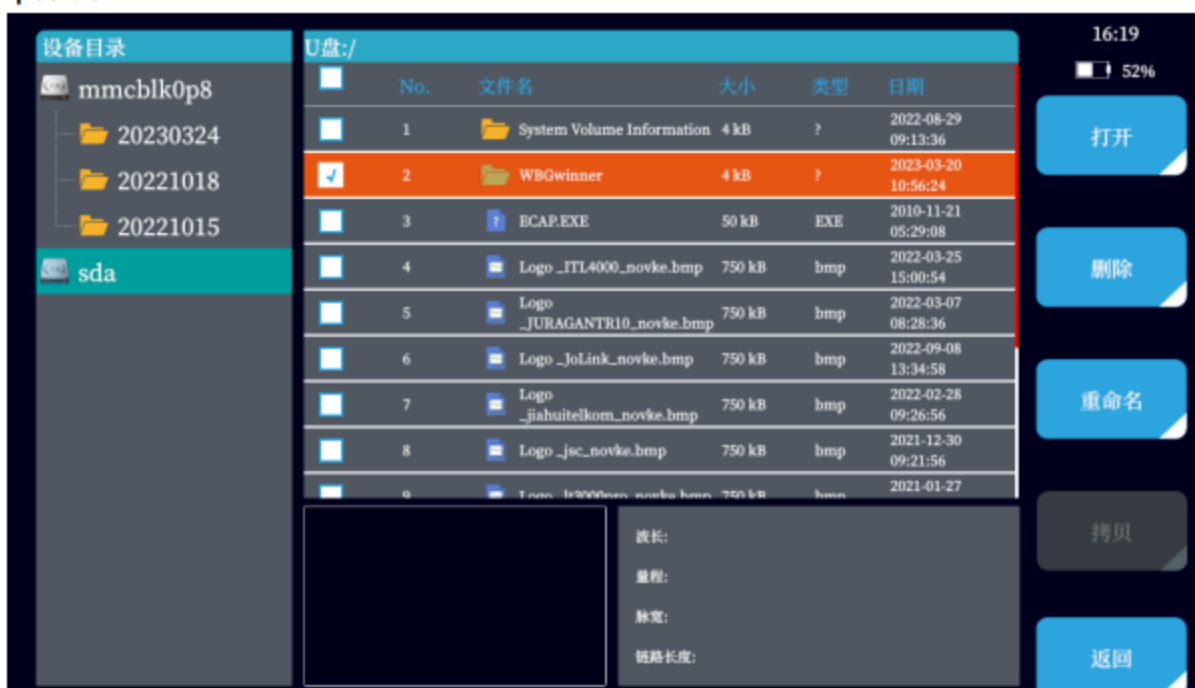 16:19
52%
设备目录
mmcblk0p8
20230324
20221018
20221015
sda
U盘:/
No. 文件名 大小 类型 日期
1 System Volume Information 4 kB ? 2022-08-29
09:13:36
2 WBGwinner 4 kB ? 2023-03-20
10:56:24
3 ECAP.EXE 50 kB EXE 2010-11-21
05:29:08
4 Logo _ITL4000_novke.bmp 750 kB bmp 2022-03-25
15:00:54
5 Logo
_JURAGANTR10_novke.bmp 750 kB bmp 2022-03-07
08:28:36
6 Logo _JoLink_novke.bmp 750 kB bmp 2022-09-08
13:34:58
7 Logo
_jiahuitelkom_novke.bmp 750 kB bmp 2022-02-28
09:26:56
8 Logo _jsc_novke.bmp 750 kB bmp 2021-12-30
09:21:56
9 Logo _lt3000pro_novke.bmp 750 kB bmp 2021-01-27
波长:
量程:
脉宽:
链路长度:
打开
删除
重命名
拷贝
返回